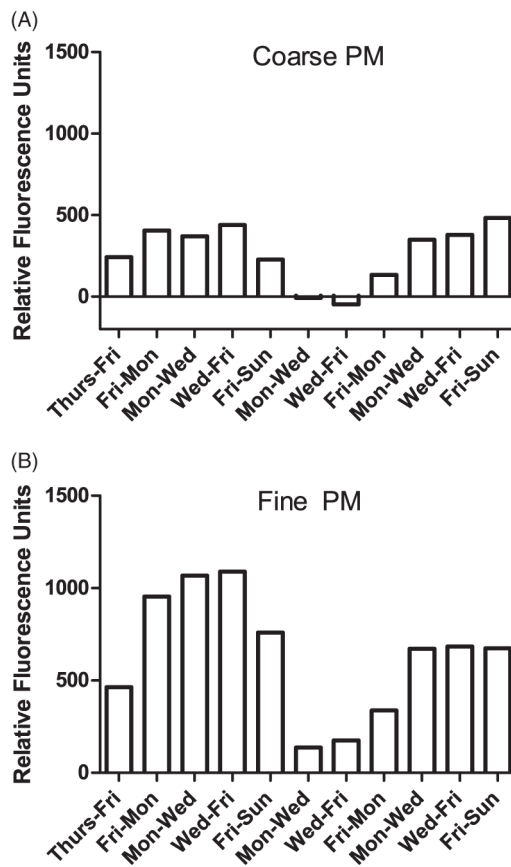 (A)
Coarse PM
Relative Fluorescence Units
1500
1000
500
0
Thurs-Fri
Fri-Mon
Mon-Wed
Wed-Fri
Fri-Sun
Mon-Wed
Wed-Fri
Fri-Mon
Mon-Wed
Wed-Fri
Fri-Sun
(B)
Fine PM
Relative Fluorescence Units
1500
1000
500
0
Thurs-Fri
Fri-Mon
Mon-Wed
Wed-Fri
Fri-Sun
Mon-Wed
Wed-Fri
Fri-Mon
Mon-Wed
Wed-Fri
Fri-Sun